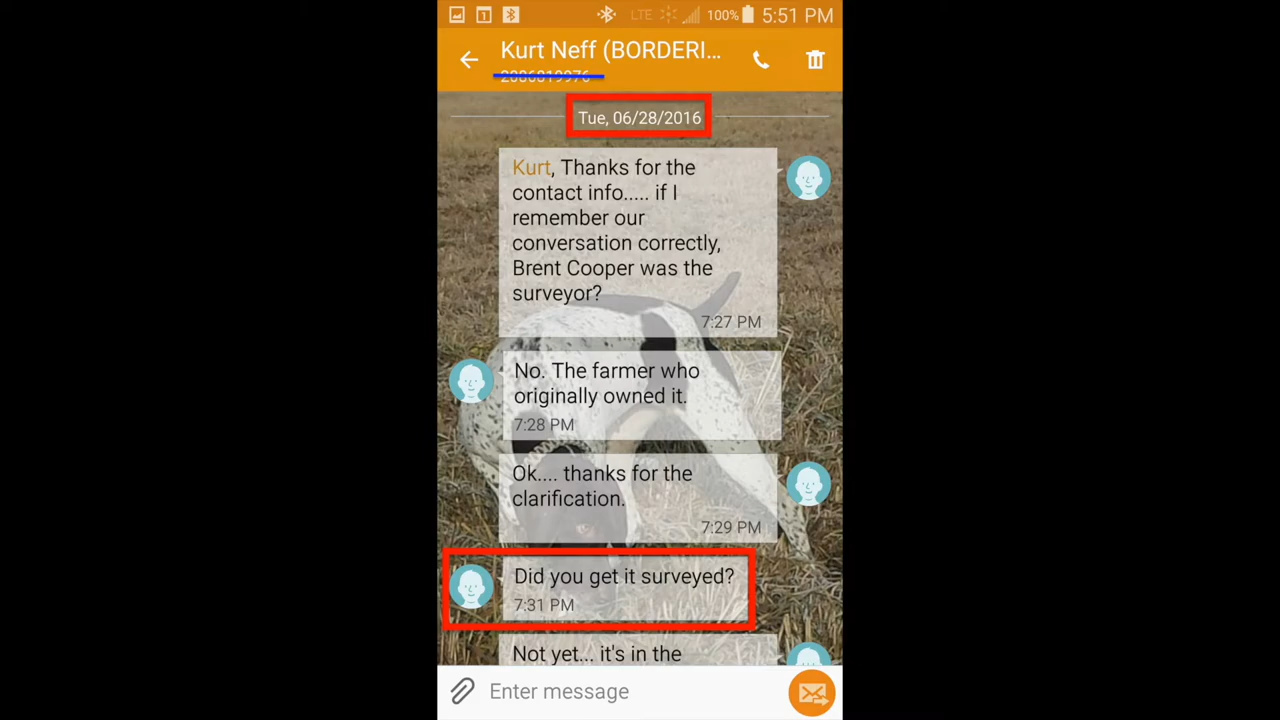 LTE 100% 5:51 PM
Kurt Neff (BORDERI...
Tue, 06/28/2016
Kurt, Thanks for the
contact info..... if I
remember our
conversation correctly,
Brent Cooper was the
surveyor?
7:27 PM
No. The farmer who
originally owned it.
7:28 PM
Ok.... thanks for the
clarification.
7:29 PM
Did you get it surveyed?
7:31 PM
Not yet... it's in the
Enter message